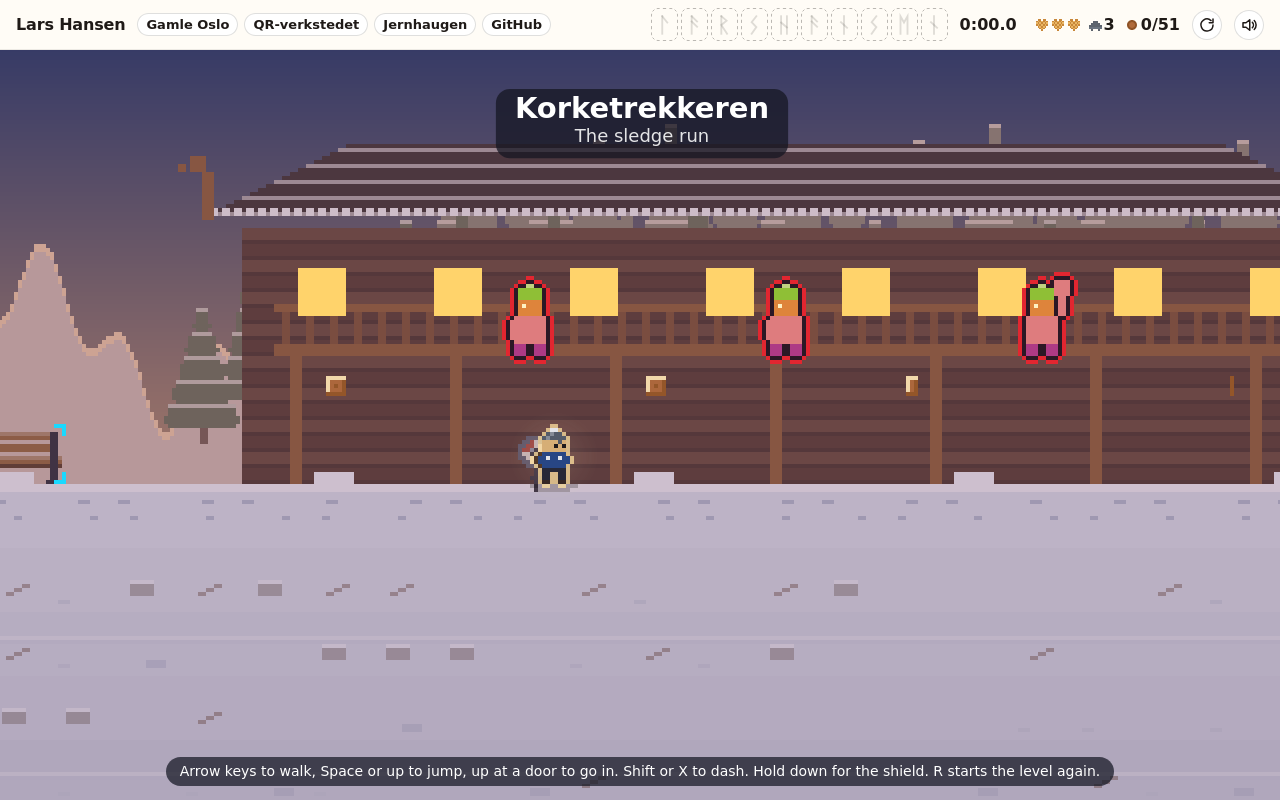 Lars Hansen
Gamle Oslo
QR-verkstedet
Jernhaugen
GitHub
ᛚ ᚨ ᚱ ᛊ ᚺ ᚨ ᚾ ᛊ ᛖ ᚾ
0:00.0
3
0/51
Korketrekkeren
The sledge run
Arrow keys to walk, Space or up to jump, up at a door to go in. Shift or X to dash. Hold down for the shield. R starts the level again.